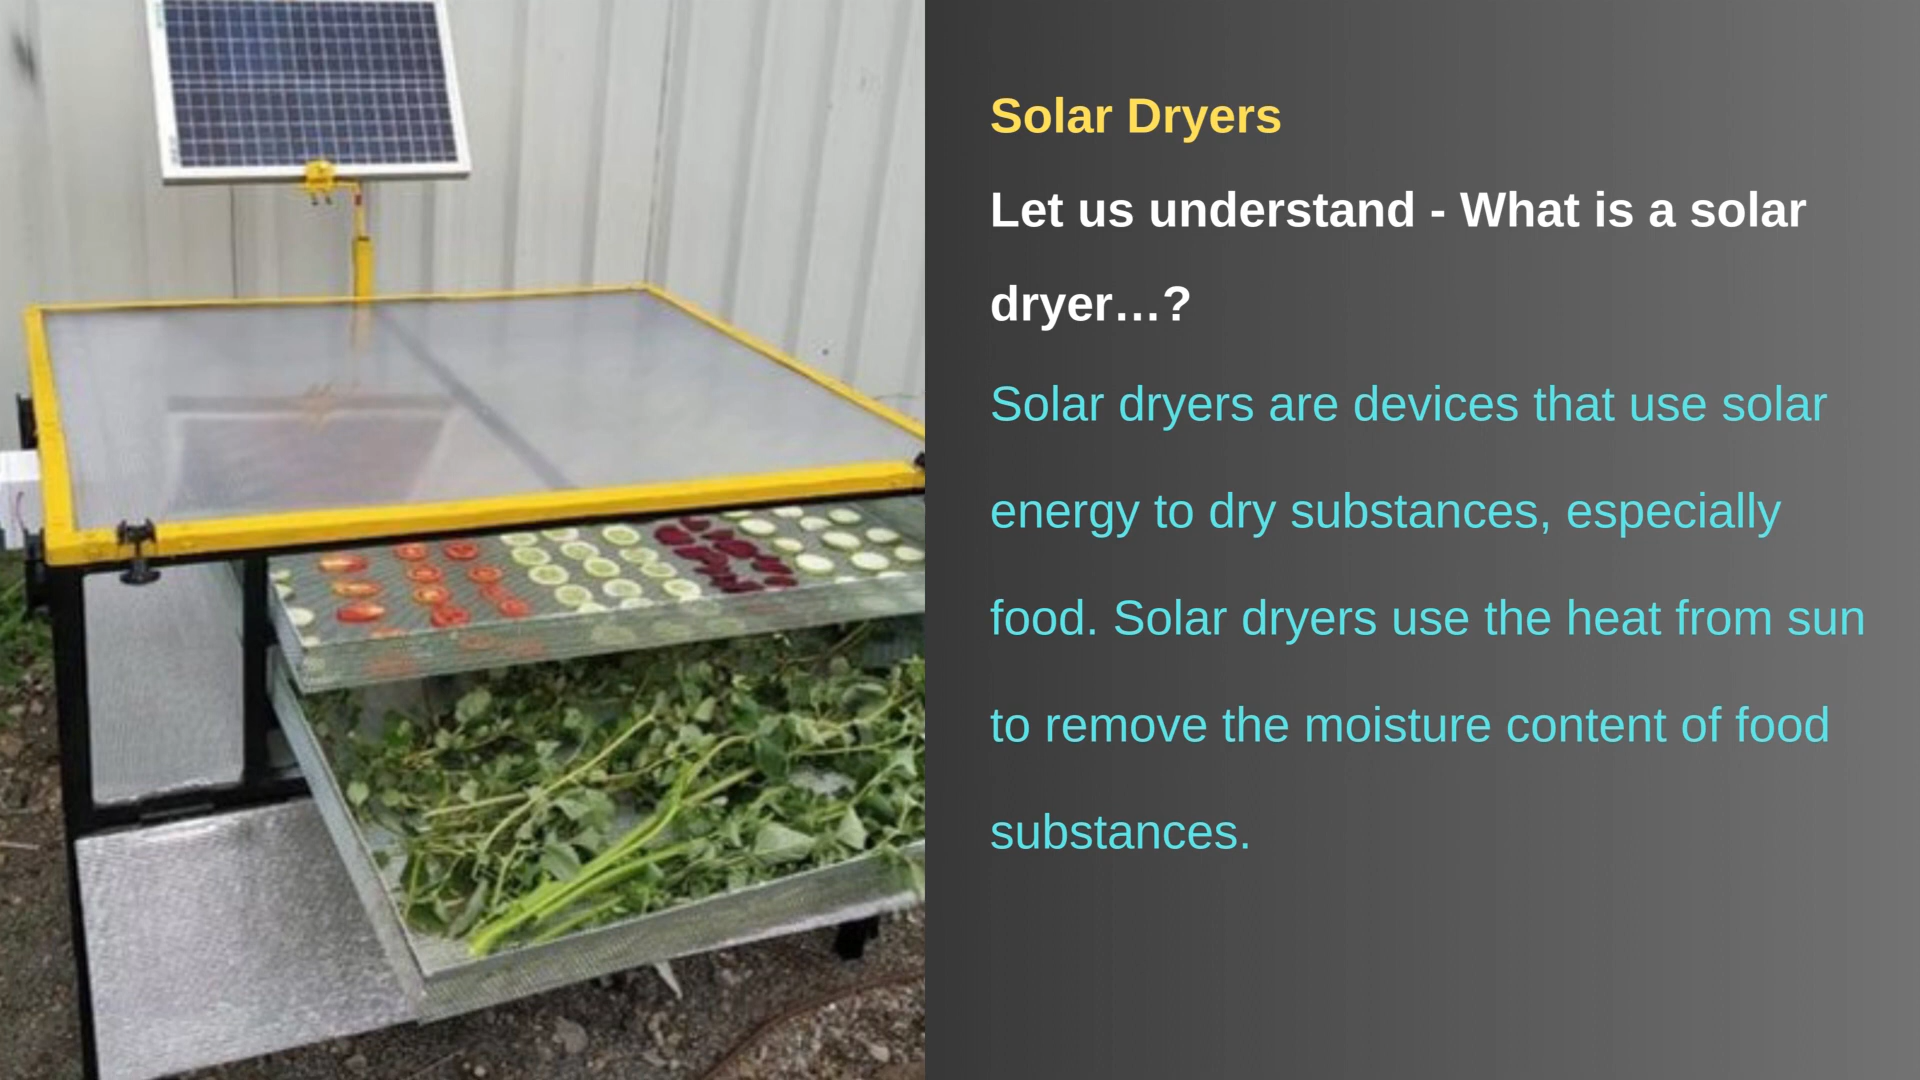 Solar Dryers
Let us understand - What is a solar
dryer…?
Solar dryers are devices that use solar
energy to dry substances, especially
food. Solar dryers use the heat from sun
to remove the moisture content of food
substances.